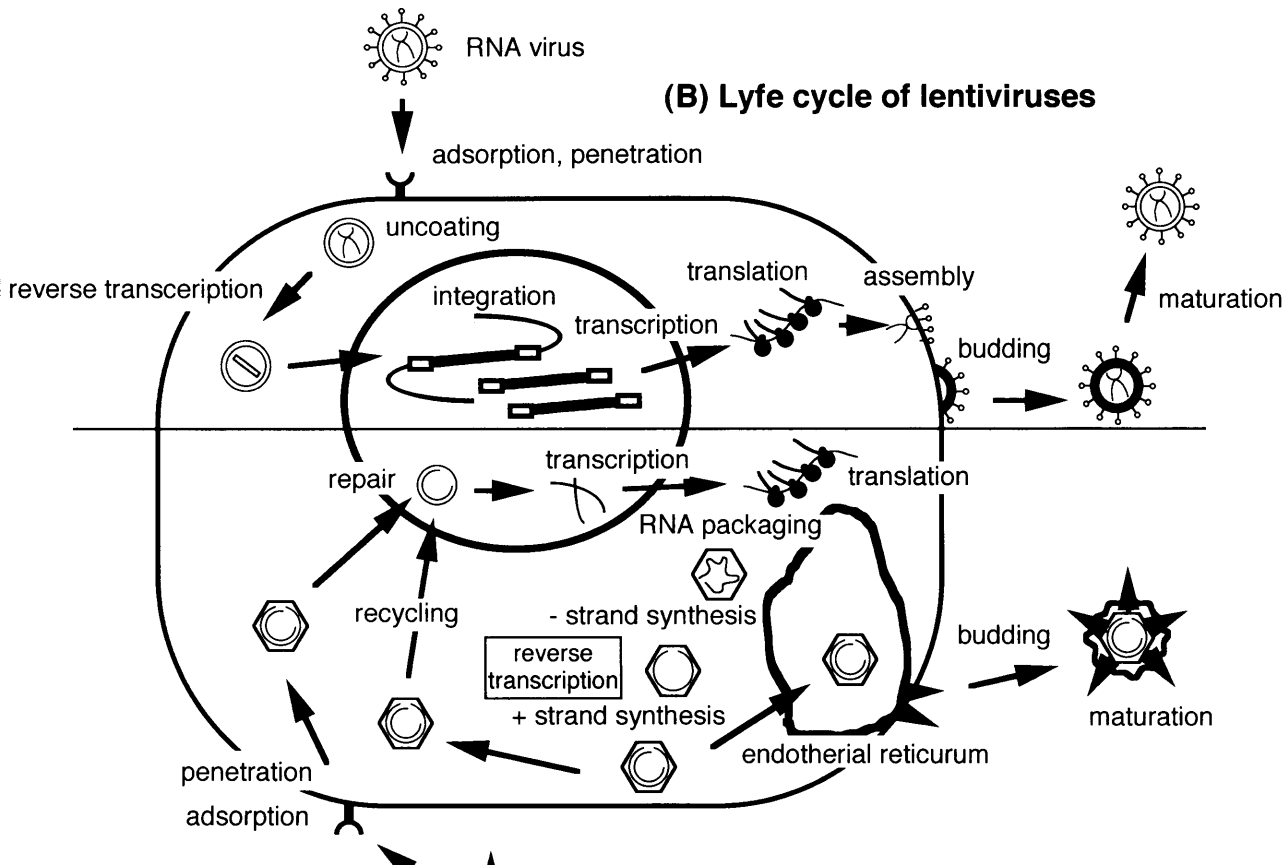 RNA virus
(B) Lyfe cycle of lentiviruses
adsorption, penetration
uncoating
reverse transceription
integration
transcription
translation
assembly
maturation
budding
repair
transcription
translation
RNA packaging
recycling
- strand synthesis
reverse
transcription
+ strand synthesis
budding
maturation
endotherial reticurum
penetration
adsorption